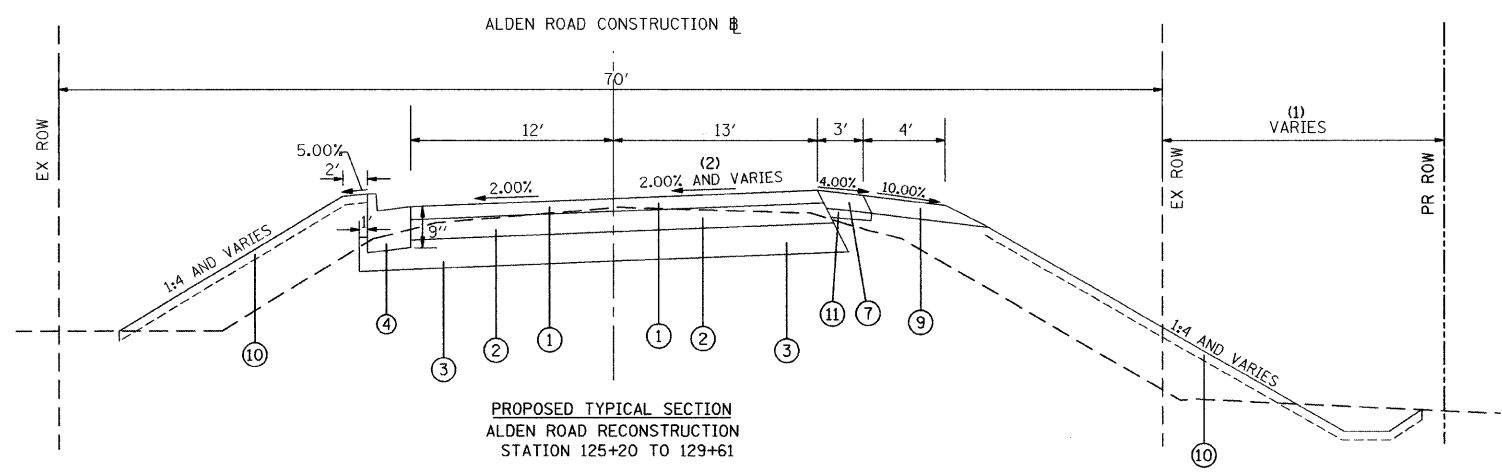 ALDEN ROAD CONSTRUCTION BL
70'
EX ROW
EX ROW
PR ROW
(1)
VARIES
12'
13'
3'
4'
5.00%
2'
2.00%
(2)
2.00% AND VARIES
4.00%
10.00%
1'
9"
1:4 AND VARIES
1:4 AND VARIES
10
4
3
2
1
1
2
3
11
7
9
10
PROPOSED TYPICAL SECTION
ALDEN ROAD RECONSTRUCTION
STATION 125+20 TO 129+61